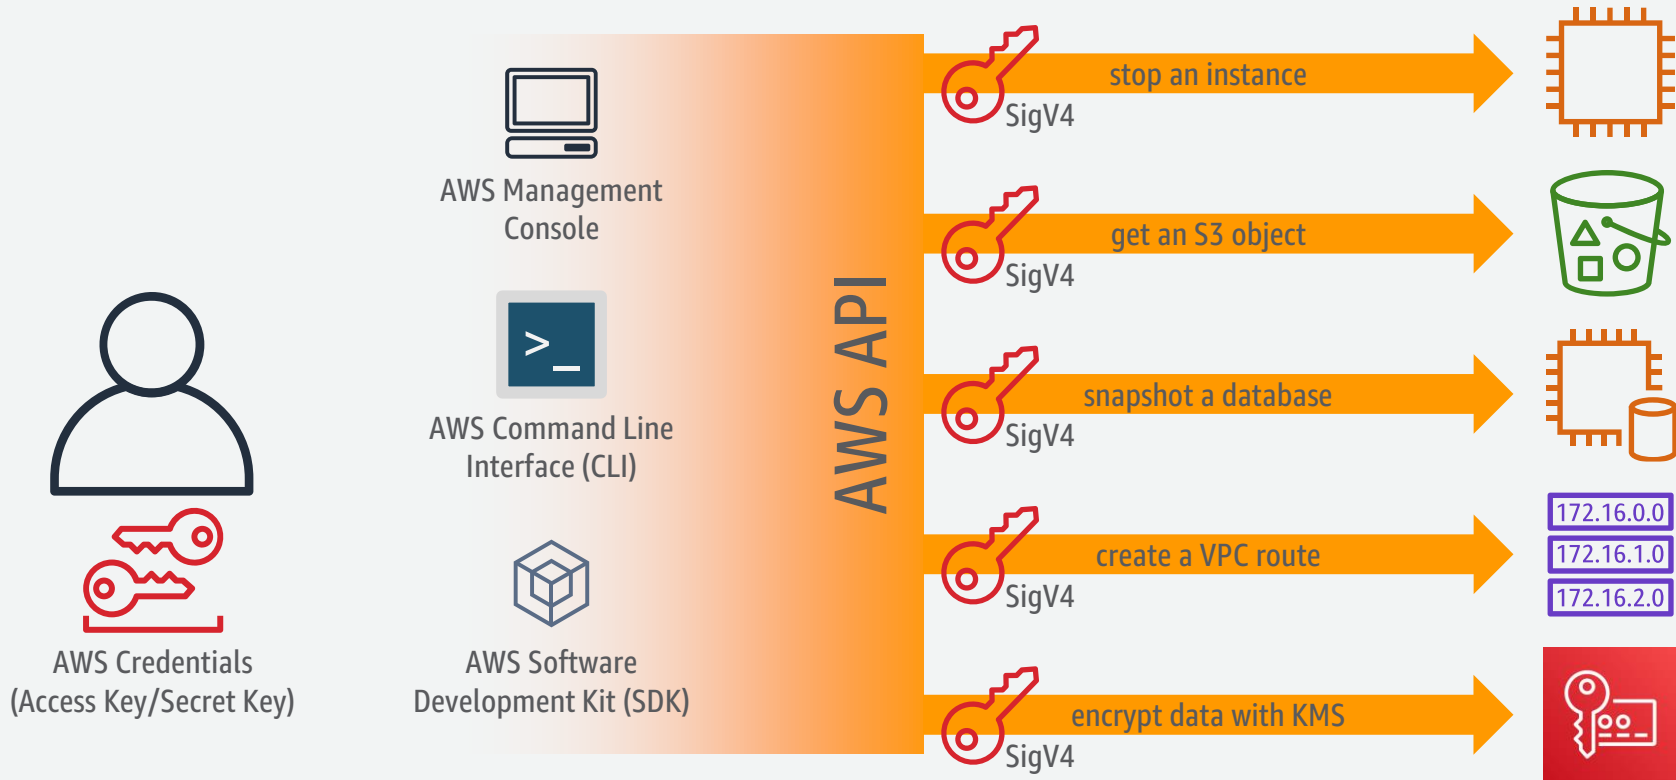 AWS Credentials
(Access Key/Secret Key)
AWS Management
Console
>_
AWS Command Line
Interface (CLI)
AWS Software
Development Kit (SDK)
AWS API
stop an instance
SigV4
get an S3 object
SigV4
snapshot a database
SigV4
create a VPC route
SigV4
encrypt data with KMS
SigV4
172.16.0.0
172.16.1.0
172.16.2.0